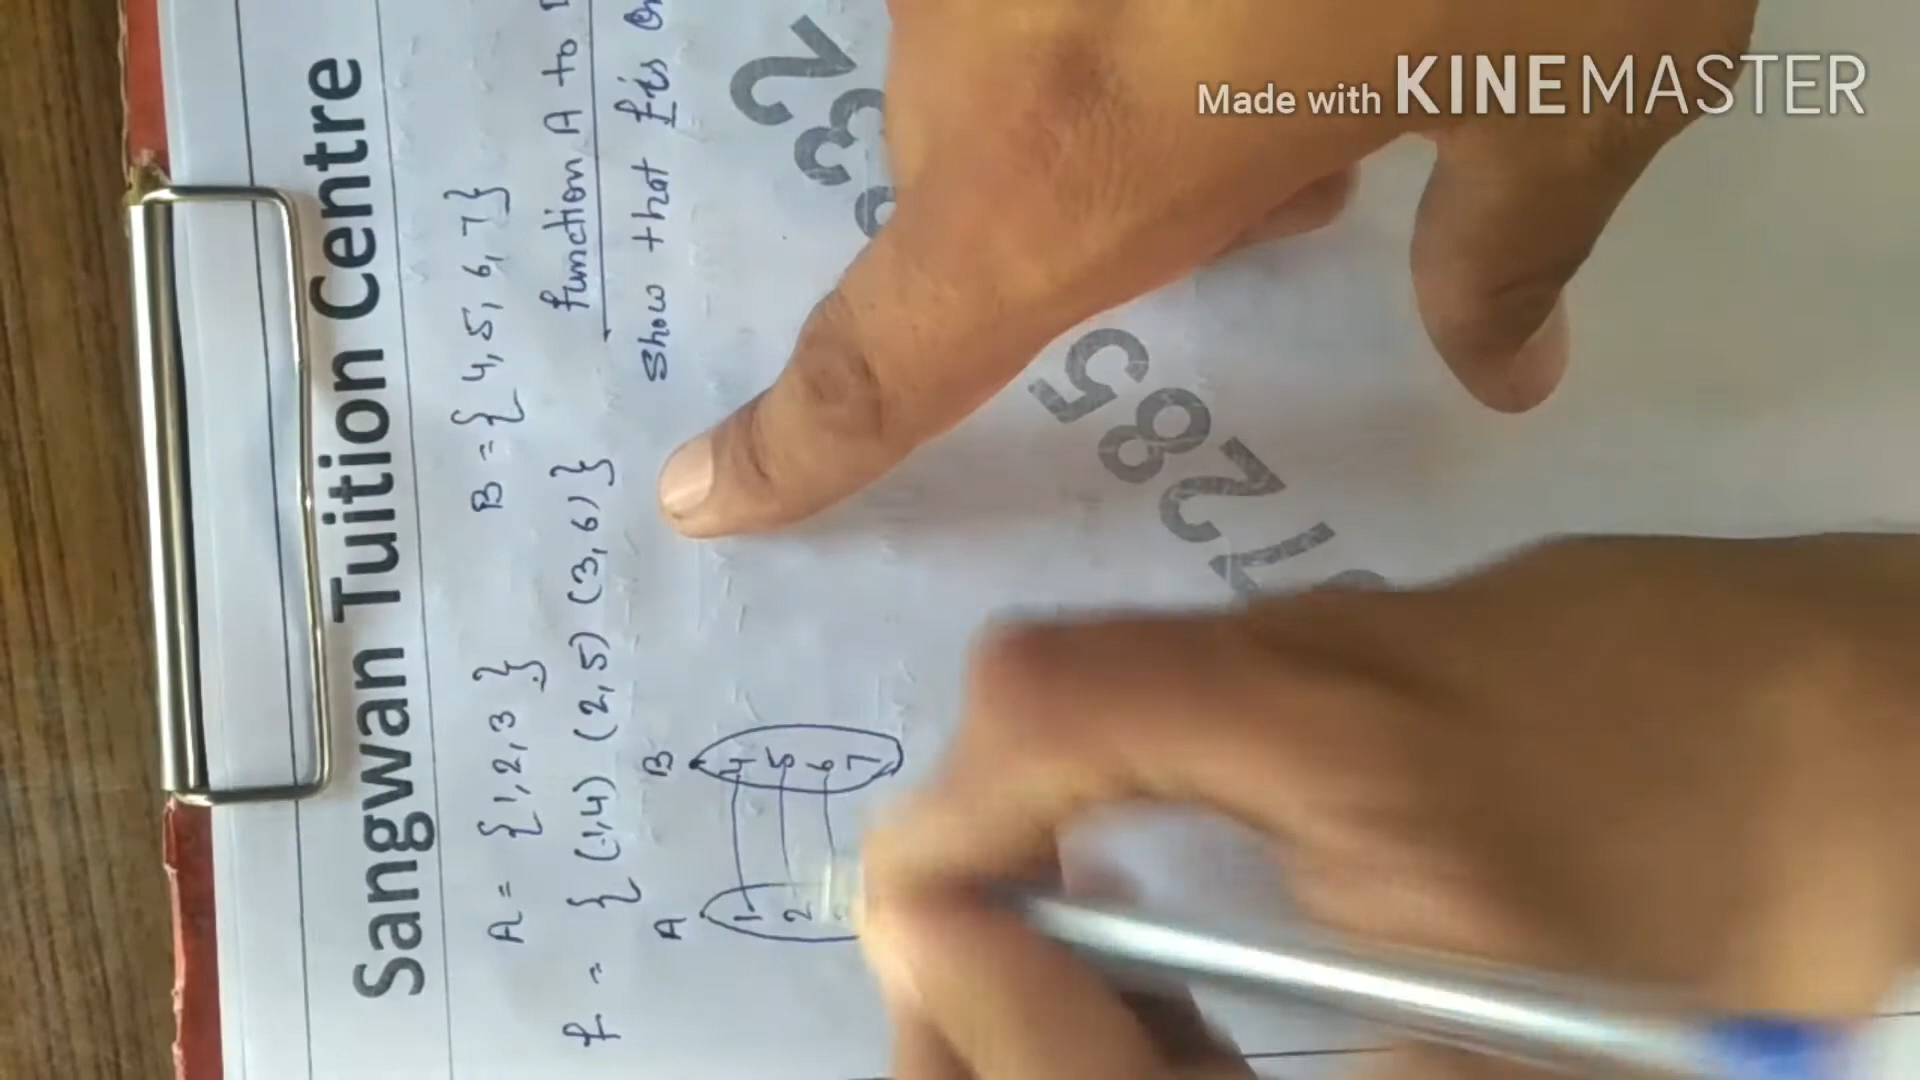 Made with KINEMASTER
Sangwan Tuition Centre
A = {1,2,3} B = {4,5,6,7}
f = {(1,4) (2,5) (3,6)} function A to
Show that f is
A B
1 4
2 5
6
7